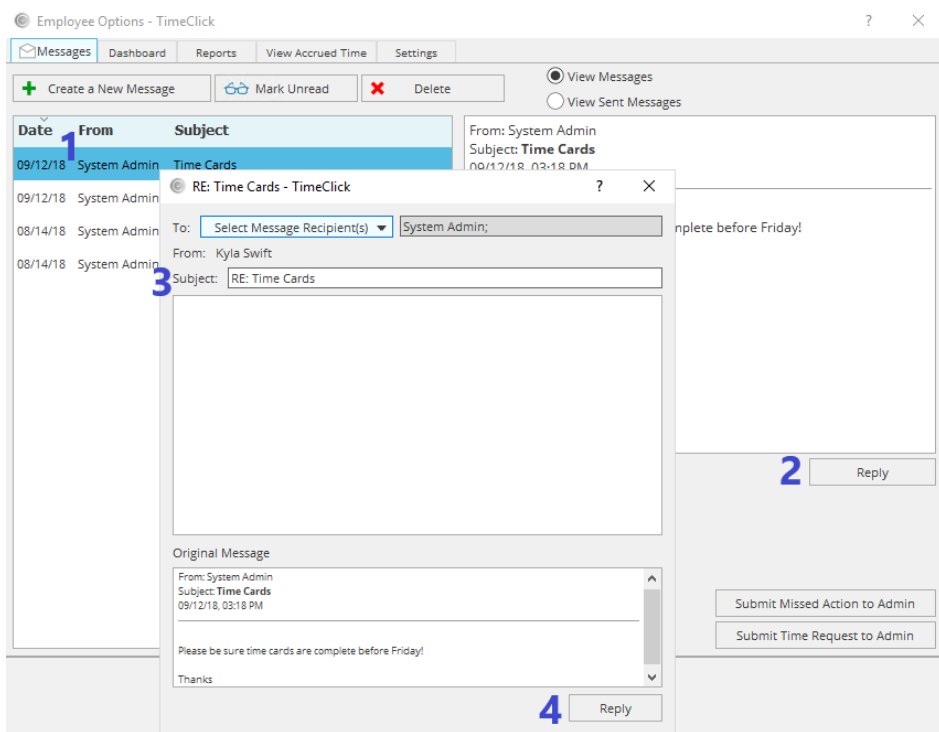 Employee Options - TimeClick
Messages Dashboard Reports View Accrued Time Settings
Create a New Message Mark Unread Delete
View Messages
View Sent Messages
Date From Subject
1
09/12/18 System Admin Time Cards
09/12/18 System Admin
08/14/18 System Admin
08/14/18 System Admin
From: System Admin
Subject: Time Cards
09/12/18, 03:18 PM
mplete before Friday!
2 Reply
Submit Missed Action to Admin
Submit Time Request to Admin
RE: Time Cards - TimeClick
To: Select Message Recipient(s) System Admin;
From: Kyla Swift
3 Subject: RE: Time Cards
Original Message
From: System Admin
Subject: Time Cards
09/12/18, 03:18 PM
Please be sure time cards are complete before Friday!
Thanks
4 Reply